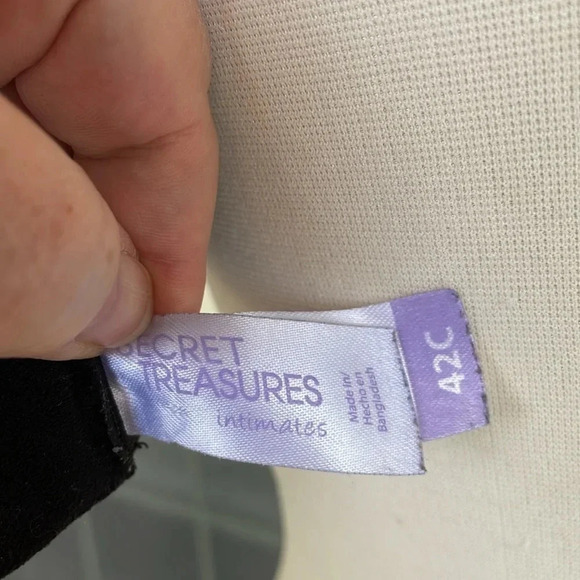 SECRET
TREASURES
intimates
Made in/
Hecho en
Bangladesh
42C